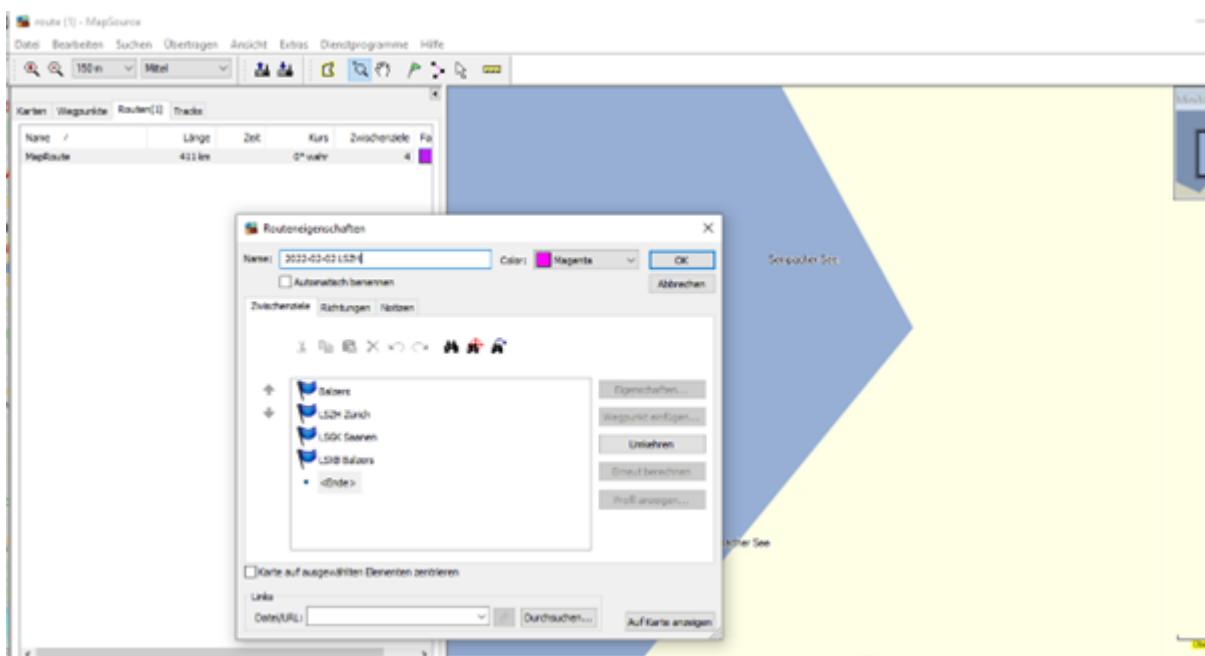 route (1) - MapSource
Datei Bearbeiten Suchen Übertragen Ansicht Extras Dienstprogramme Hilfe
150 m Mittel
Karten Wegpunkte Routen(1) Tracks
Name / Länge Zeit Kurs Zwischenziele Fa
MapRoute 411 km 0° wahr 4
Routeneigenschaften
Name: 2022-02-02 LSZH Color: Magenta OK
Automatisch benennen Abbrechen
Zwischenziele Richtungen Notizen
Sempacher See
Balzers Eigenschaften...
LSZH Zürich Wegpunkt einfügen...
LSGK Saanen Umkehren
LSXB Balzers Erneut berechnen
<Ende> Profil anzeigen...
acher See
Karte auf ausgewählten Elementen zentrieren
Links
Datei/URL: Durchsuchen... Auf Karte anzeigen